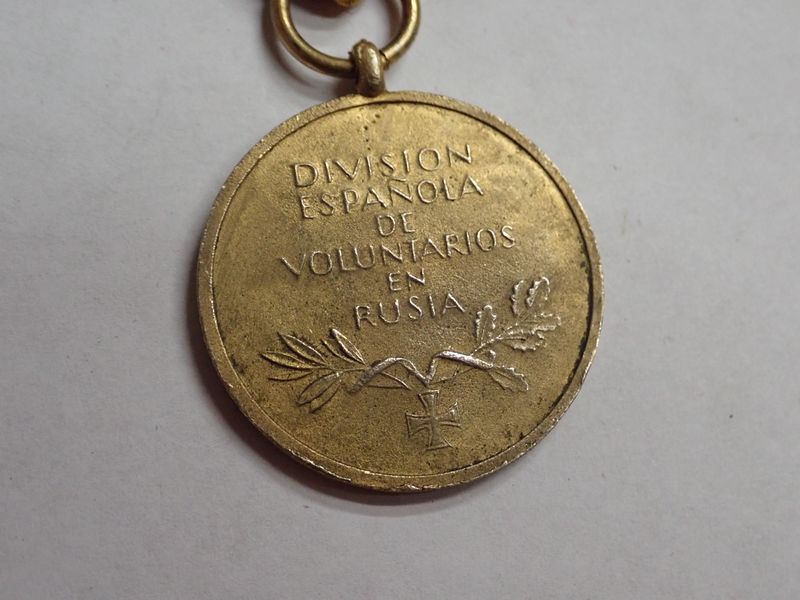 DIVISION
ESPAÑOLA
DE
VOLUNTARIOS
EN
RUSIA